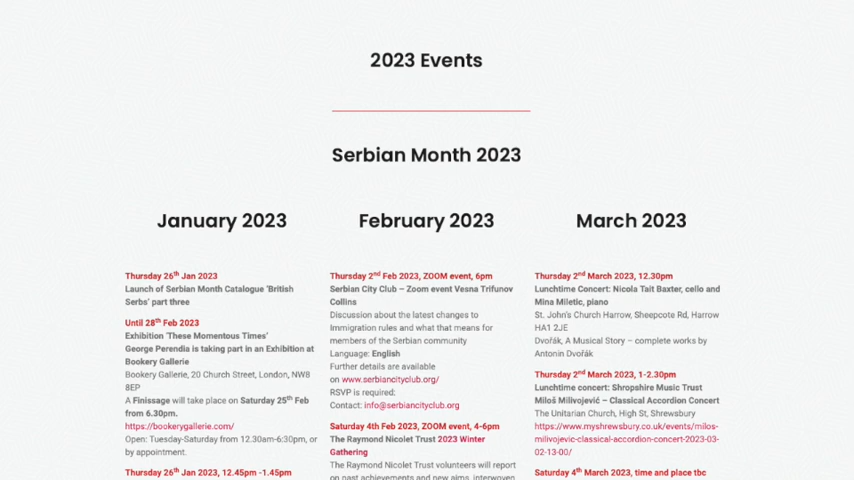 2023 Events
Serbian Month 2023
January 2023
Thursday 26th Jan 2023
Launch of Serbian Month Catalogue 'British
Serbs' part three
Until 28th Feb 2023
Exhibition 'These Momentous Times'
George Perendia is taking part in an Exhibition at
Bookery Gallerie
Bookery Gallerie, 20 Church Street, London, NW8
8EP
A Finissage will take place on Saturday 25th Feb
from 6.30pm.
https://bookerygallerie.com/
Open: Tuesday-Saturday from 12.30am-6:30pm, or
by appointment.
Thursday 26th Jan 2023, 12.45pm -1.45pm
February 2023
Thursday 2nd Feb 2023, ZOOM event, 6pm
Serbian City Club – Zoom event Vesna Trifunov
Collins
Discussion about the latest changes to
Immigration rules and what that means for
members of the Serbian community
Language: English
Further details are available
on www.serbiancityclub.org/
RSVP is required:
Contact: info@serbiancityclub.org
Saturday 4th Feb 2023, ZOOM event, 4-6pm
The Raymond Nicolet Trust 2023 Winter
Gathering
The Raymond Nicolet Trust volunteers will report
on past achievements and new aims, interwoven
March 2023
Thursday 2nd March 2023, 12.30pm
Lunchtime Concert: Nicola Tait Baxter, cello and
Mina Miletic, piano
St. John's Church Harrow, Sheepcote Rd, Harrow
HA1 2JE
Dvořák, A Musical Story – complete works by
Antonin Dvořák
Thursday 2nd March 2023, 1-2.30pm
Lunchtime concert: Shropshire Music Trust
Miloš Milivojević – Classical Accordion Concert
The Unitarian Church, High St, Shrewsbury
https://www.myshrewsbury.co.uk/events/milos-
milivojevic-classical-accordion-concert-2023-03-
02-13-00/
Saturday 4th March 2023, time and place tbc